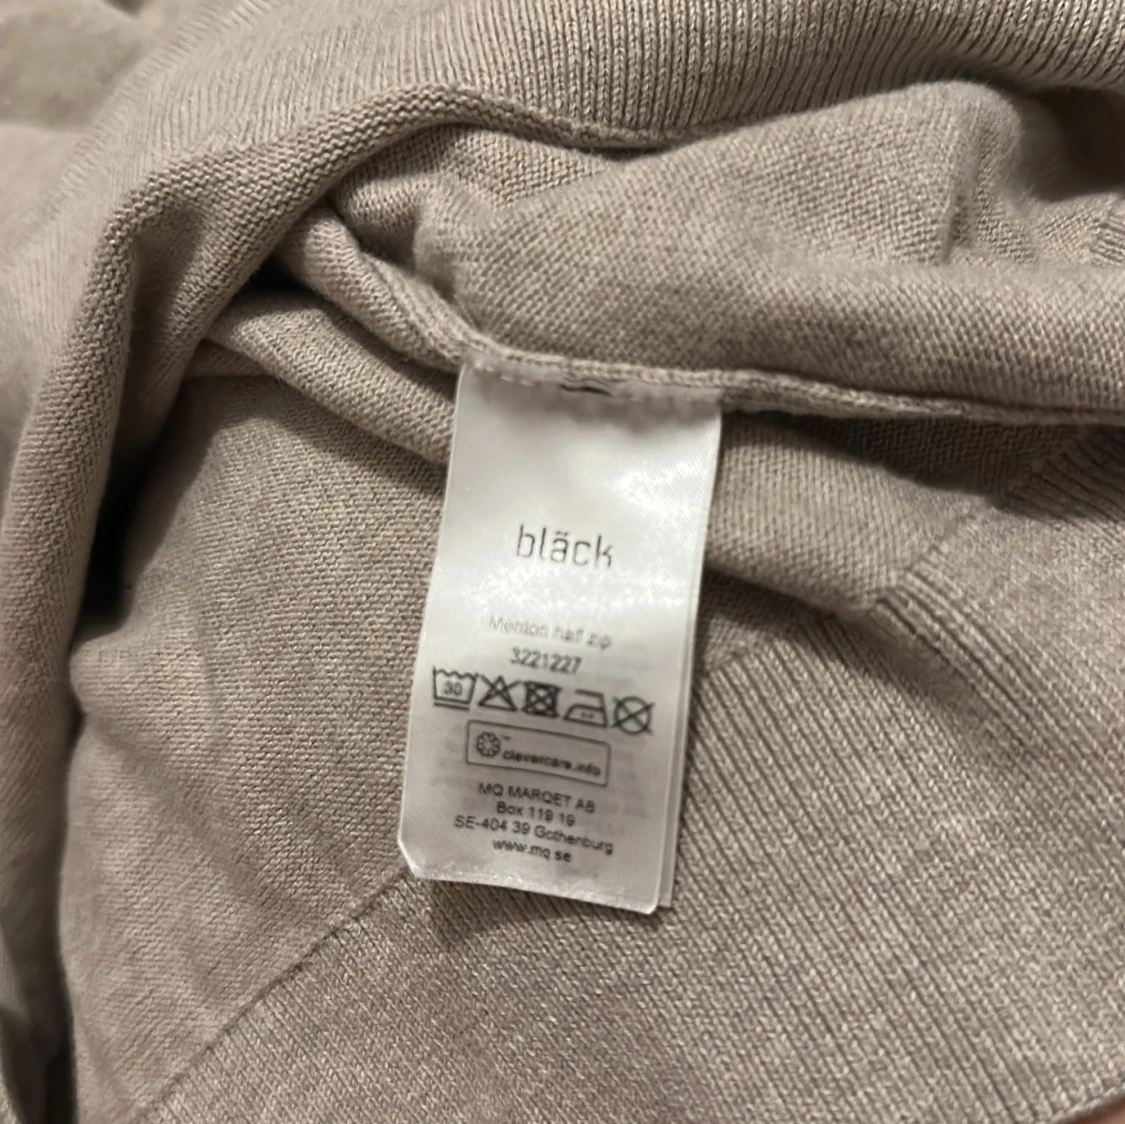 bläck
Menton half zip
3221227
30
clevercare.info
MQ MARQET AB
Box 119 19
SE-404 39 Gothenburg
www.mq.se